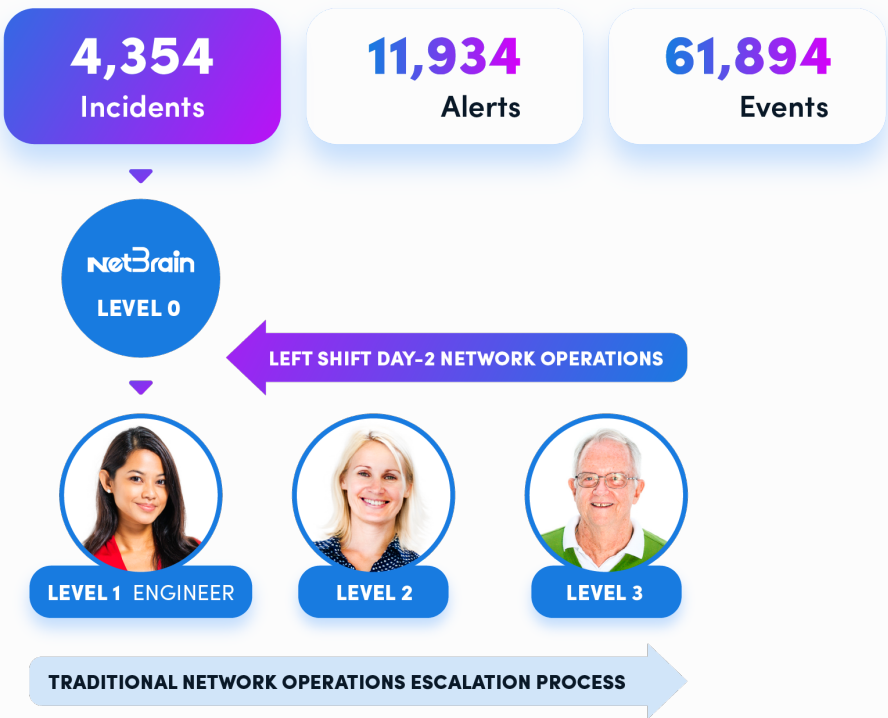 4,354
Incidents
11,934
Alerts
61,894
Events
NetBrain
LEVEL 0
LEFT SHIFT DAY-2 NETWORK OPERATIONS
LEVEL 1 ENGINEER
LEVEL 2
LEVEL 3
TRADITIONAL NETWORK OPERATIONS ESCALATION PROCESS